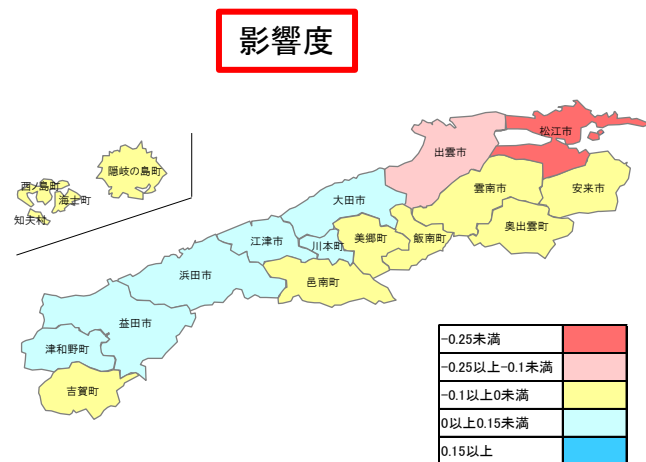 影響度
松江市
出雲市
隠岐の島町
西ノ島町
海士町
知夫村
安来市
雲南市
大田市
奥出雲町
飯南町
美郷町
川本町
江津市
浜田市
邑南町
益田市
津和野町
吉賀町
-0.25未満
-0.25以上-0.1未満
-0.1以上0未満
0以上0.15未満
0.15以上